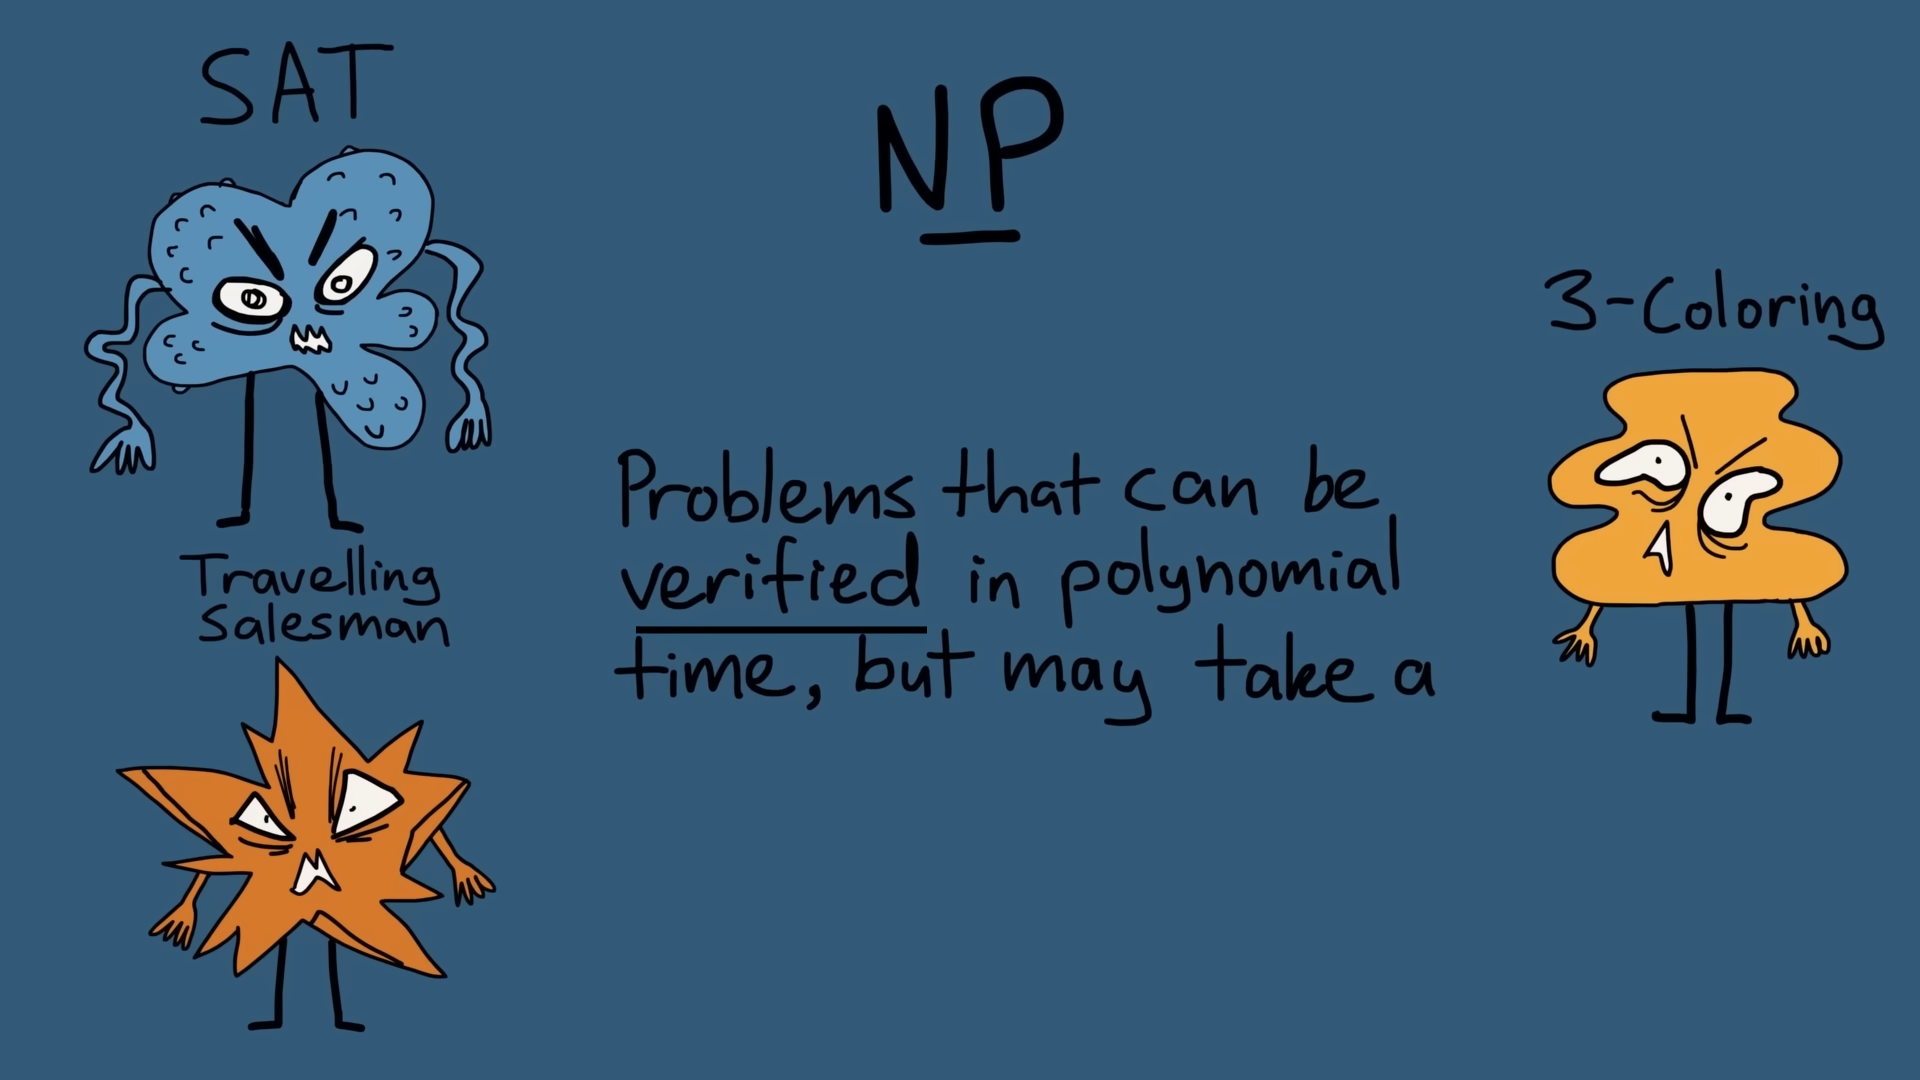 SAT
NP
3-Coloring
Problems that can be
verified in polynomial
time, but may take a
Travelling
Salesman